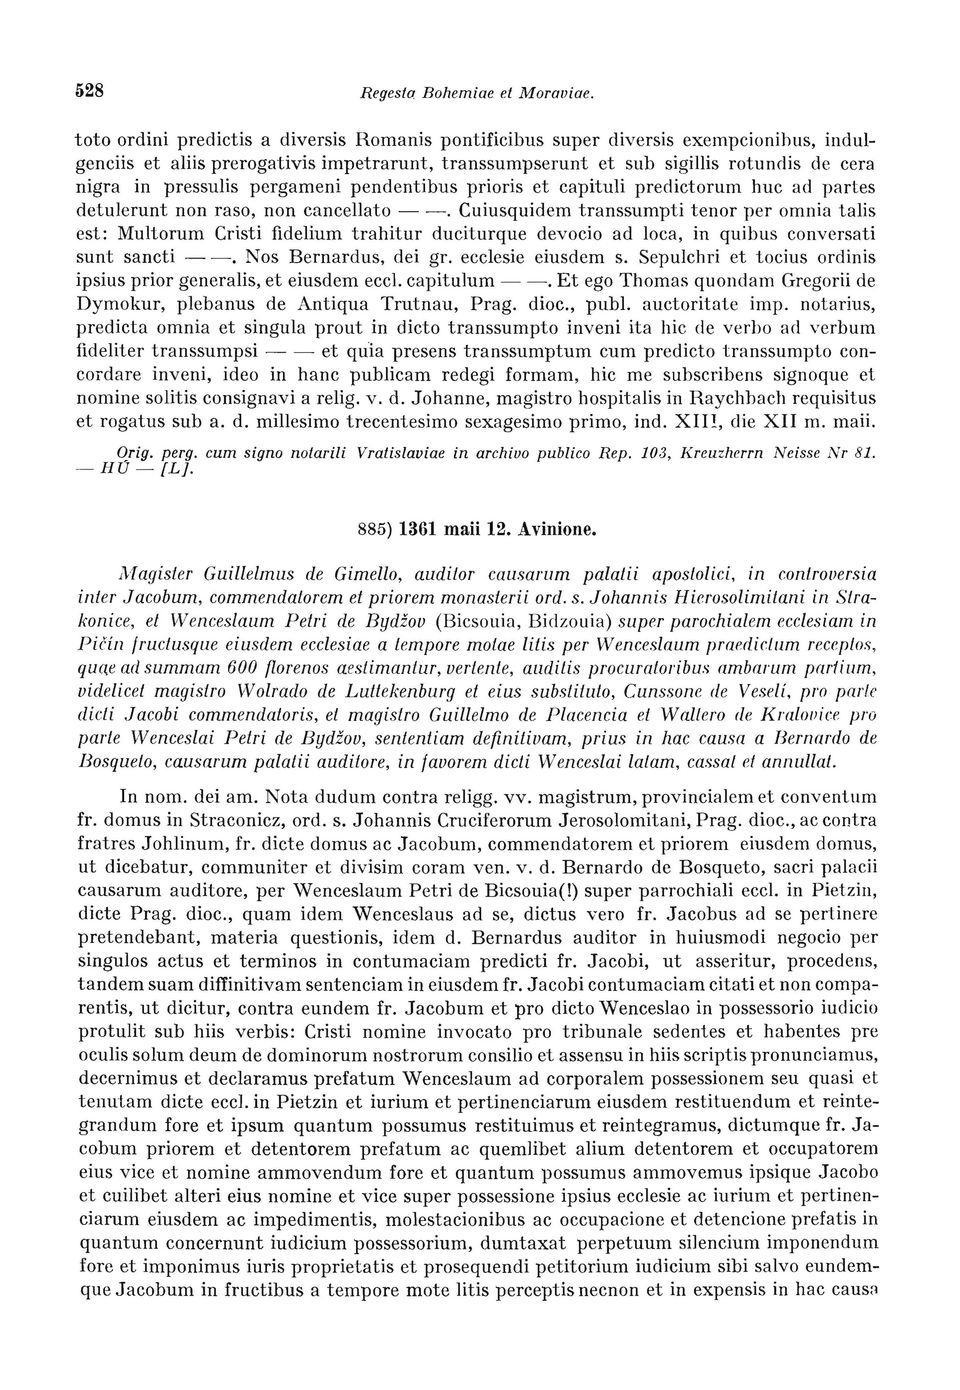 528 Regesta Bohemiae et Moraviae.
toto ordini predictis a diversis Romanis pontificibus super diversis exempcionibus, indul-
genciis et aliis prerogativis impetrarunt, transsumpserunt et sub sigillis rotundis de cera
nigra in pressulis pergameni pendentibus prioris et capituli predictorum huc ad partes
detulerunt non raso, non cancellato — —. Cuiusquidem transsumpti tenor per omnia talis
est: Multorum Cristi fidelium trahitur duciturque devocio ad loca, in quibus conversati
sunt sancti — —. Nos Bernardus, dei gr. ecclesie eiusdem s. Sepulchri et tocius ordinis
ipsius prior generalis, et eiusdem eccl. capitulum — —. Et ego Thomas quondam Gregorii de
Dymokur, plebanus de Antiqua Trutnau, Prag. dioc., publ. auctoritate imp. notarius,
predicta omnia et singula prout in dicto transsumpto inveni ita hic de verbo ad verbum
fideliter transsumpsi — — et quia presens transsumptum cum predicto transsumpto con-
cordare inveni, ideo in hanc publicam redegi formam, hic me subscribens signoque et
nomine solitis consignavi a relig. v. d. Johanne, magistro hospitalis in Raychbach requisitus
et rogatus sub a. d. millesimo trecentesimo sexagesimo primo, ind. XIII, die XII m. maii.
Orig. perg. cum signo notarili Vratislaviae in archivo publico Rep. 103, Kreuzherrn Neisse Nr 81.
— HÚ — [L].
885) 1361 maii 12. Avinione.
Magister Guillelmus de Gimello, auditor causarum palatii apostolici, in controversia
inter Jacobum, commendatorem et priorem monasterii ord. s. Johannis Hierosolimitani in Stra-
konice, et Wenceslaum Petri de Bydžov (Bicsouia, Bidzouia) super parochialem ecclesiam in
Pičín fructusque eiusdem ecclesiae a tempore motae litis per Wenceslaum praedictum receptos,
quae ad summam 600 florenos aestimantur, vertente, auditis procuratoribus ambarum partium,
videlicet magistro Wolrado de Luttekenburg et eius substituto, Cunssone de Veselí, pro parte
dicti Jacobi commendatoris, et magistro Guillelmo de Placencia et Waltero de Kralovice pro
parte Wenceslai Petri de Bydžov, sententiam definitivam, prius in hac causa a Bernardo de
Bosqueto, causarum palatii auditore, in favorem dicti Wenceslai latam, cassat et annullat.
In nom. dei am. Nota dudum contra religg. vv. magistrum, provincialem et conventum
fr. domus in Straconicz, ord. s. Johannis Cruciferorum Jerosolomitani, Prag. dioc., ac contra
fratres Johlinum, fr. dicte domus ac Jacobum, commendatorem et priorem eiusdem domus,
ut dicebatur, communiter et divisim coram ven. v. d. Bernardo de Bosqueto, sacri palacii
causarum auditore, per Wenceslaum Petri de Bicsouia(!) super parrochiali eccl. in Pietzin,
dicte Prag. dioc., quam idem Wenceslaus ad se, dictus vero fr. Jacobus ad se pertinere
pretendebant, materia questionis, idem d. Bernardus auditor in huiusmodi negocio per
singulos actus et terminos in contumaciam predicti fr. Jacobi, ut asseritur, procedens,
tandem suam diffinitivam sentenciam in eiusdem fr. Jacobi contumaciam citati et non compa-
rentis, ut dicitur, contra eundem fr. Jacobum et pro dicto Wenceslao in possessorio iudicio
protulit sub hiis verbis: Cristi nomine invocato pro tribunale sedentes et habentes pre
oculis solum deum de dominorum nostrorum consilio et assensu in hiis scriptis pronunciamus,
decernimus et declaramus prefatum Wenceslaum ad corporalem possessionem seu quasi et
tenutam dicte eccl. in Pietzin et iurium et pertinenciarum eiusdem restituendum et reinte-
grandum fore et ipsum quantum possumus restituimus et reintegramus, dictumque fr. Ja-
cobum priorem et detentorem prefatum ac quemlibet alium detentorem et occupatorem
eius vice et nomine ammovendum fore et quantum possumus ammovemus ipsique Jacobo
et cuilibet alteri eius nomine et vice super possessione ipsius ecclesie ac iurium et pertinen-
ciarum eiusdem ac impedimentis, molestacionibus ac occupacione et detencione prefatis in
quantum concernunt iudicium possessorium, dumtaxat perpetuum silencium imponendum
fore et imponimus iuris proprietatis et prosequendi petitorium iudicium sibi salvo eundem-
que Jacobum in fructibus a tempore mote litis perceptis necnon et in expensis in hac causa